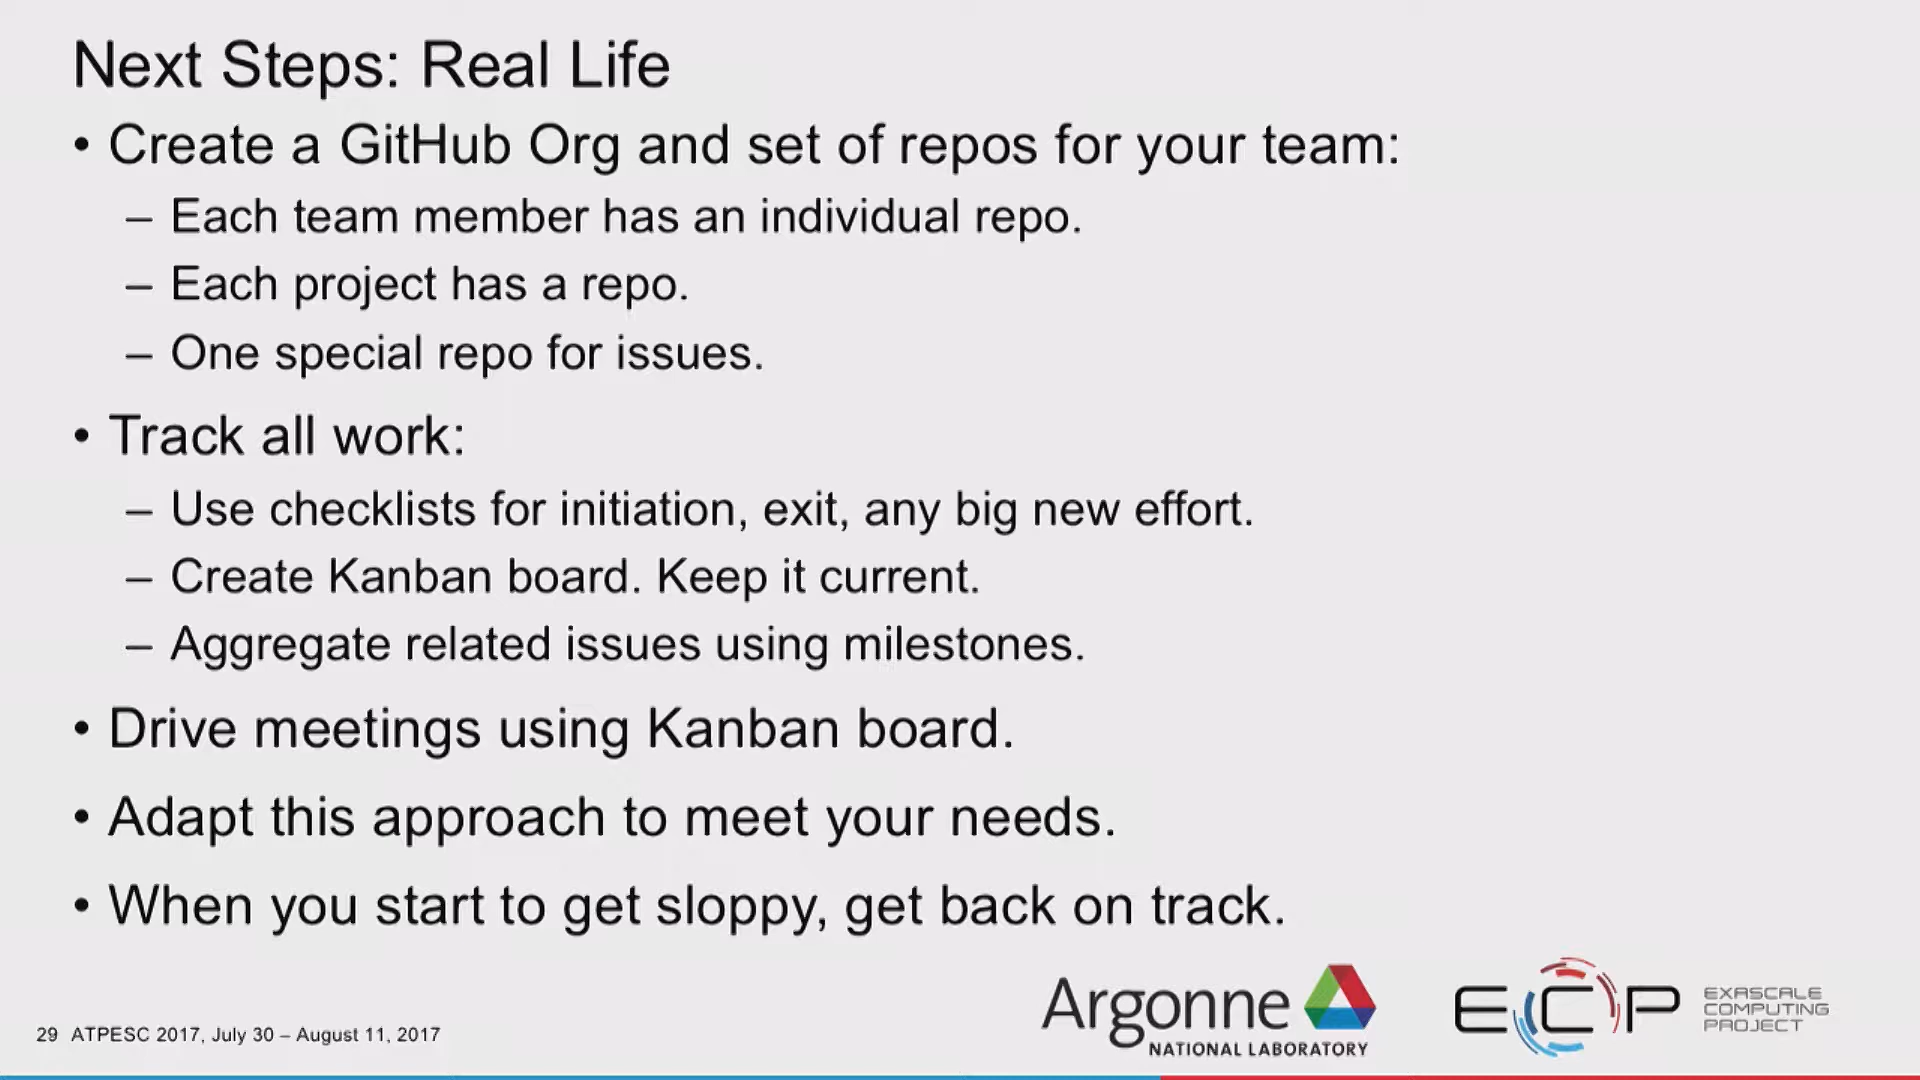 Next Steps: Real Life
• Create a GitHub Org and set of repos for your team:
– Each team member has an individual repo.
– Each project has a repo.
– One special repo for issues.
• Track all work:
– Use checklists for initiation, exit, any big new effort.
– Create Kanban board. Keep it current.
– Aggregate related issues using milestones.
• Drive meetings using Kanban board.
• Adapt this approach to meet your needs.
• When you start to get sloppy, get back on track.
29 ATPESC 2017, July 30 – August 11, 2017
Argonne
NATIONAL LABORATORY
ECP
EXASCALE
COMPUTING
PROJECT